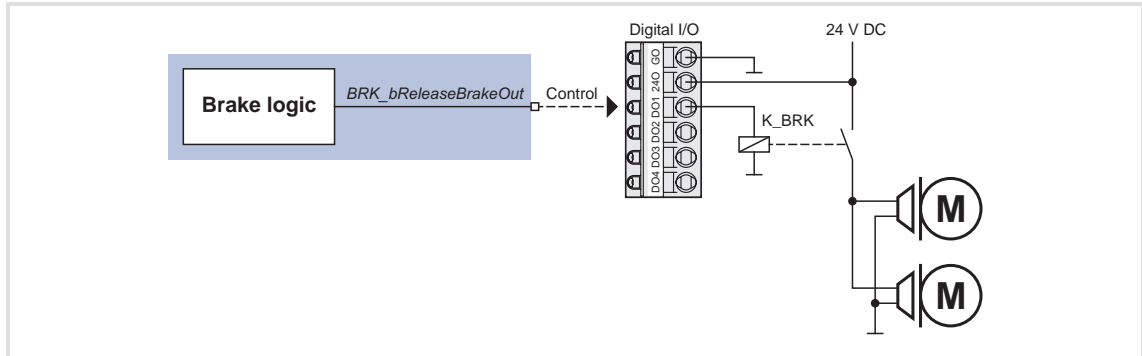 Digital I/O
24 V DC
Brake logic
BRK_bReleaseBrakeOut
Control
GO
24O
DO1
DO2
DO3
DO4
K_BRK
M
M